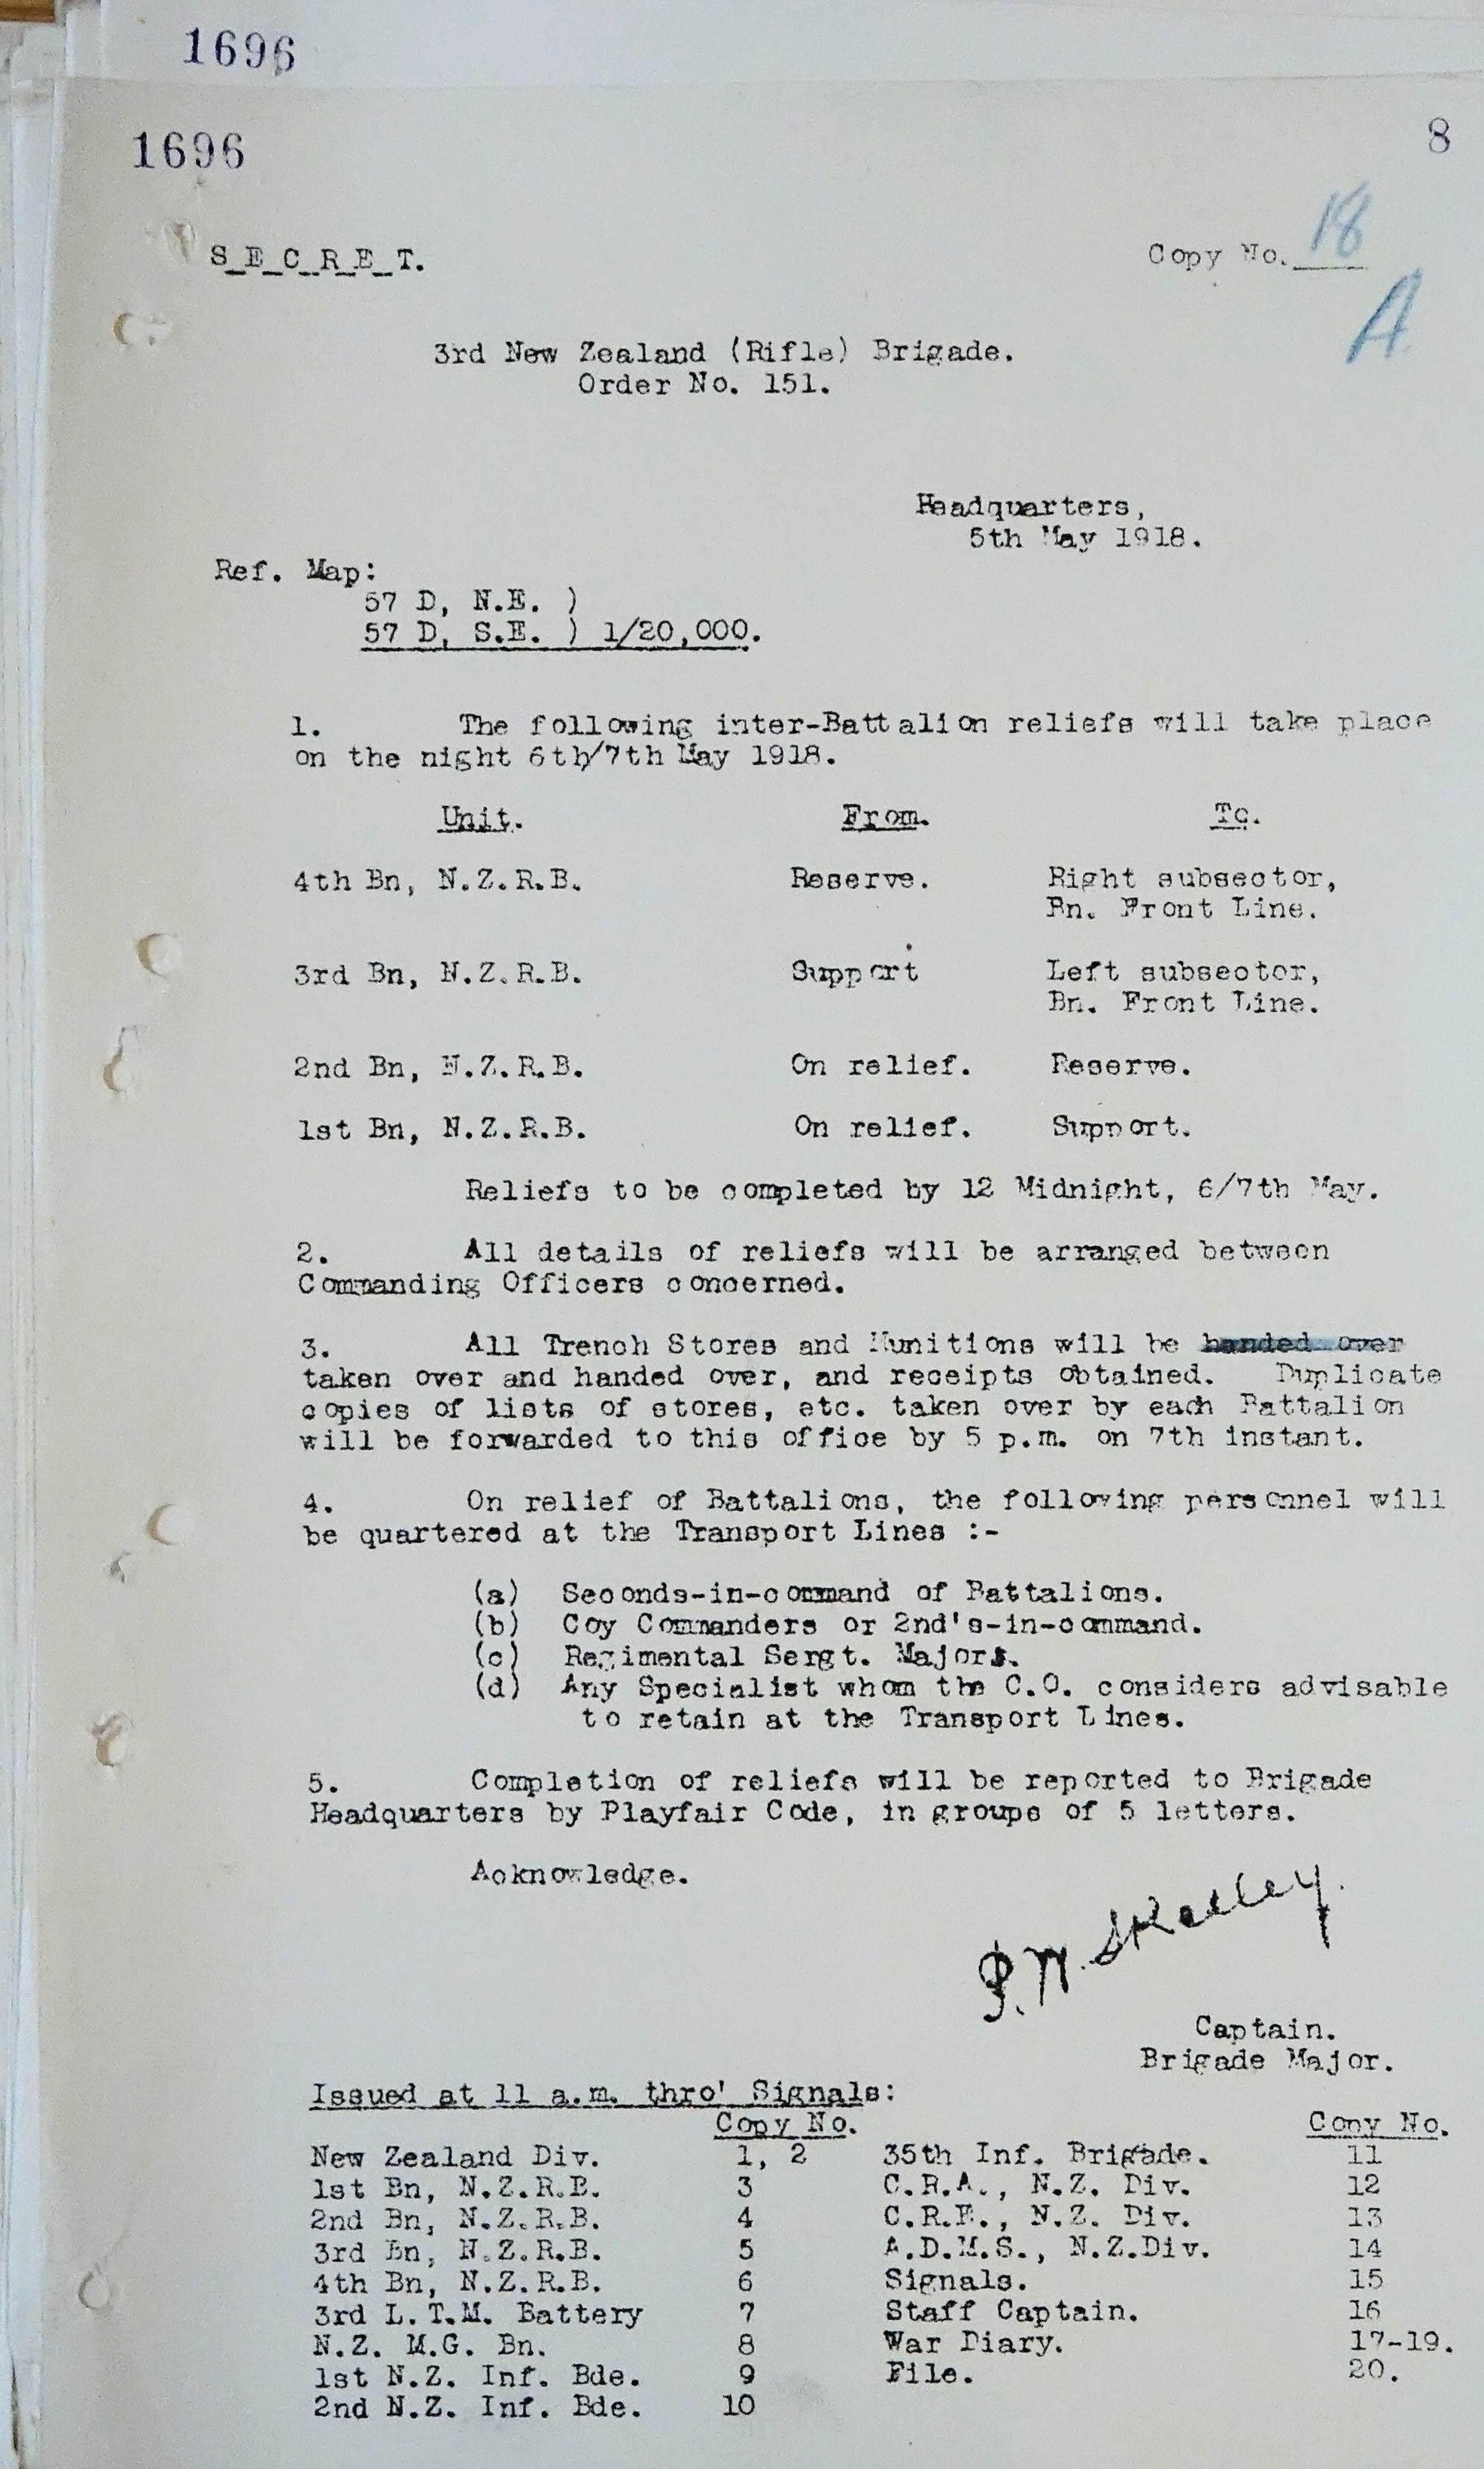 1696
1696
8
S_E_C_R_E_T.
Copy No. 18
A
3rd New Zealand (Rifle) Brigade.
Order No. 151.
Headquarters,
5th May 1918.
Ref. Map:
57 D, N.E. )
57 D, S.E. ) 1/20,000.
1. The following inter-Battalion reliefs will take place
on the night 6th/7th May 1918.
Unit. From. To.
4th Bn, N.Z.R.B. Reserve. Right subsector,
Bn. Front Line.
3rd Bn, N.Z.R.B. Support Left subsector,
Bn. Front Line.
2nd Bn, N.Z.R.B. On relief. Reserve.
1st Bn, N.Z.R.B. On relief. Support.
Reliefs to be completed by 12 Midnight, 6/7th May.
2. All details of reliefs will be arranged between
Commanding Officers concerned.
3. All Trench Stores and Munitions will be handed over
taken over and handed over, and receipts obtained. Duplicate
copies of lists of stores, etc. taken over by each Battalion
will be forwarded to this office by 5 p.m. on 7th instant.
4. On relief of Battalions, the following personnel will
be quartered at the Transport Lines :-
(a) Seconds-in-command of Battalions.
(b) Coy Commanders or 2nd's-in-command.
(c) Regimental Sergt. Majors.
(d) Any Specialist whom the C.O. considers advisable
to retain at the Transport Lines.
5. Completion of reliefs will be reported to Brigade
Headquarters by Playfair Code, in groups of 5 letters.
Acknowledge.
P.W. Skelley.
Captain.
Brigade Major.
Issued at 11 a.m. thro' Signals:
Copy No. Copy No.
New Zealand Div. 1, 2 35th Inf. Brigade. 11
1st Bn, N.Z.R.B. 3 C.R.A., N.Z. Div. 12
2nd Bn, N.Z.R.B. 4 C.R.E., N.Z. Div. 13
3rd Bn, N.Z.R.B. 5 A.D.M.S., N.Z.Div. 14
4th Bn, N.Z.R.B. 6 Signals. 15
3rd L.T.M. Battery 7 Staff Captain. 16
N.Z. M.G. Bn. 8 War Diary. 17-19.
1st N.Z. Inf. Bde. 9 File. 20.
2nd N.Z. Inf. Bde. 10